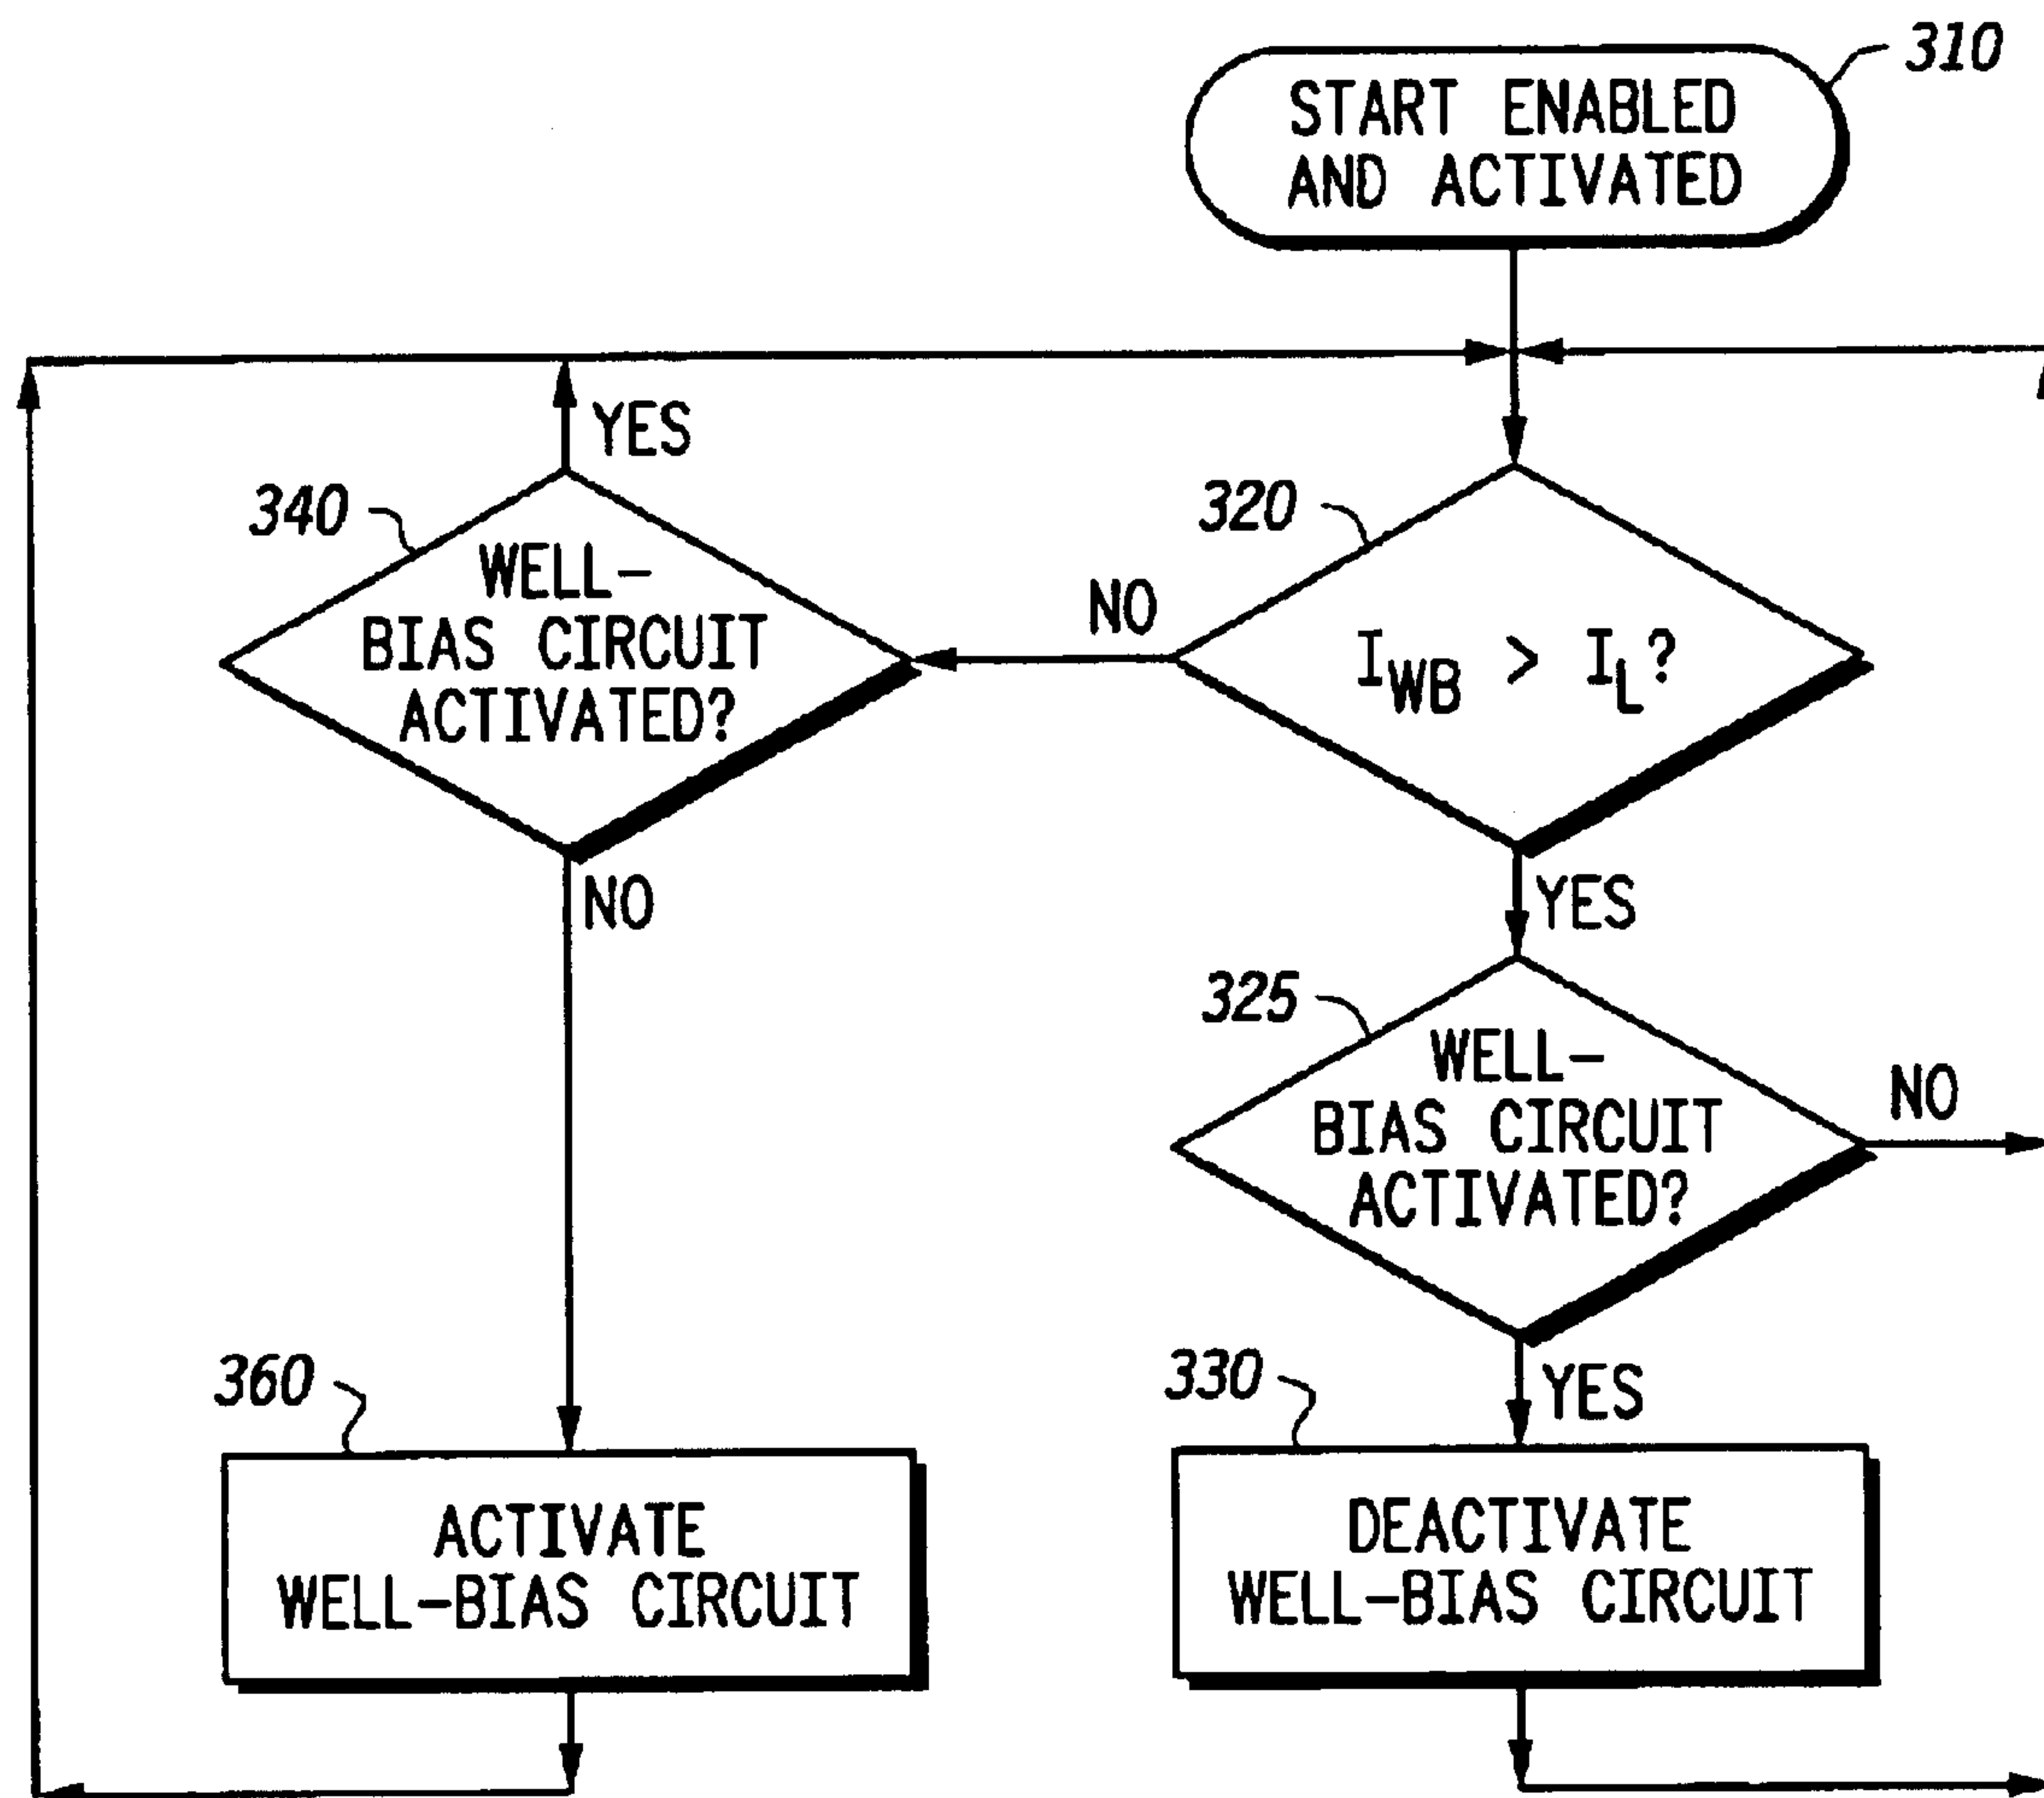 310
START ENABLED
AND ACTIVATED
YES
340
WELL-
BIAS CIRCUIT
ACTIVATED?
NO
NO
320
I_WB > I_L?
YES
325
WELL-
BIAS CIRCUIT
ACTIVATED?
NO
YES
360
ACTIVATE
WELL-BIAS CIRCUIT
330
DEACTIVATE
WELL-BIAS CIRCUIT